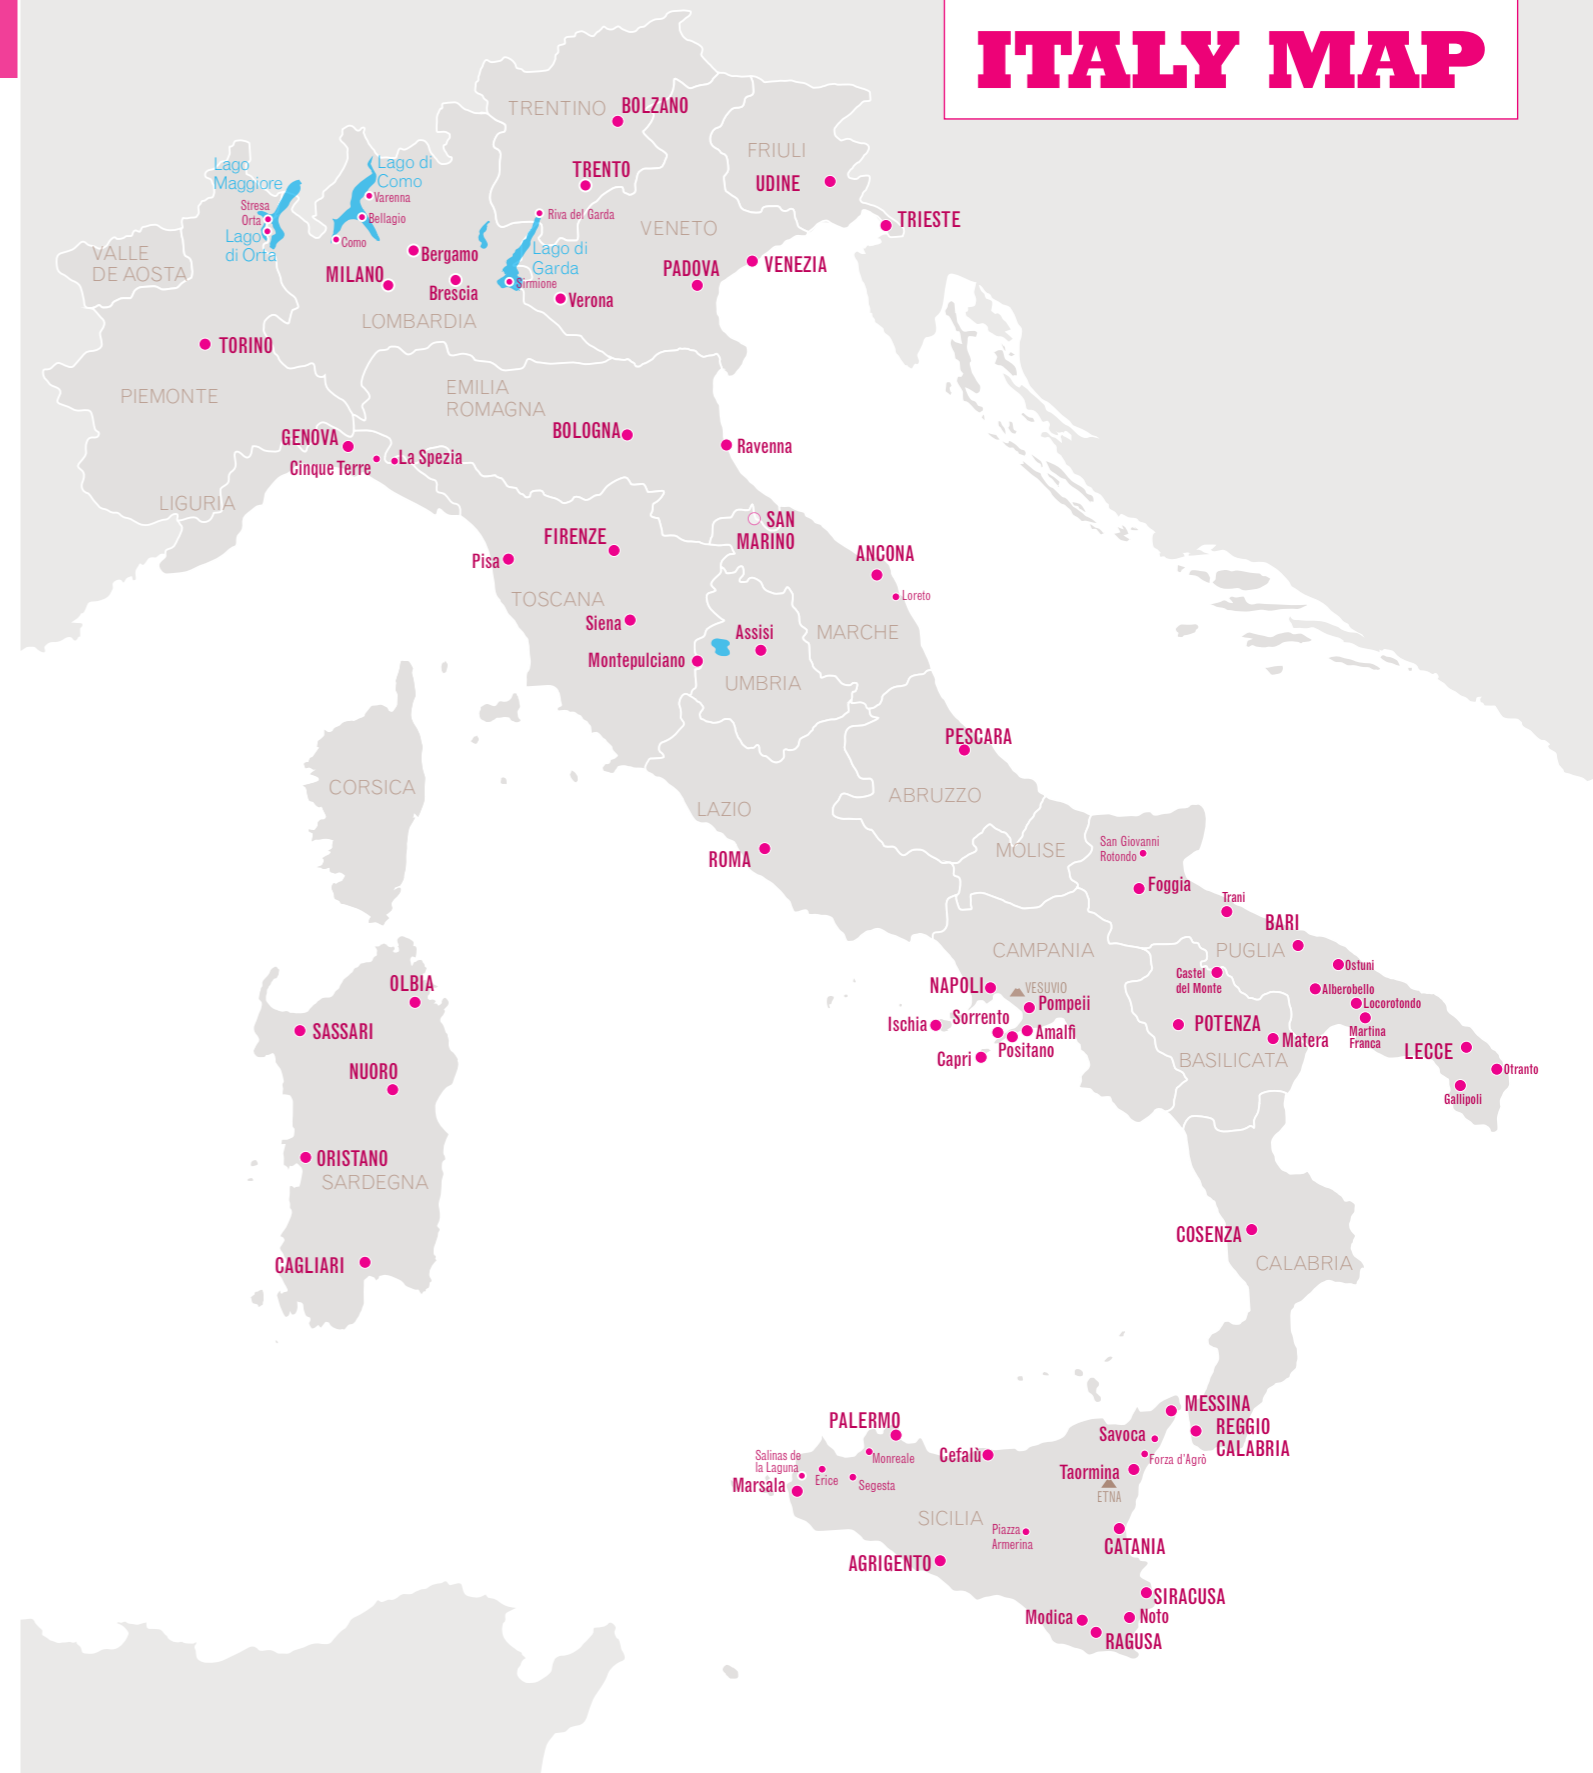 ITALY MAP
TRENTINO
BOLZANO
FRIULI
TRENTO
UDINE
Lago
Maggiore
Lago di
Como
Varenna
Stresa
Orta
Bellagio
Riva del Garda
TRIESTE
VENETO
Lago
di Orta
Como
VALLE
DE AOSTA
Bergamo
Lago di
Garda
PADOVA
VENEZIA
MILANO
Brescia
Sirmione
Verona
LOMBARDIA
TORINO
PIEMONTE
EMILIA
ROMAGNA
GENOVA
BOLOGNA
Ravenna
Cinque Terre
La Spezia
LIGURIA
SAN
MARINO
FIRENZE
Pisa
ANCONA
Loreto
TOSCANA
Siena
Assisi
MARCHE
Montepulciano
UMBRIA
PESCARA
CORSICA
ABRUZZO
LAZIO
ROMA
MOLISE
San Giovanni
Rotondo
Foggia
Trani
BARI
CAMPANIA
PUGLIA
Ostuni
Castel
del Monte
OLBIA
NAPOLI
VESUVIO
Alberobello
Pompeii
Locorotondo
SASSARI
Ischia
Sorrento
Amalfi
POTENZA
Martina
Franca
Matera
Positano
Capri
LECCE
BASILICATA
NUORO
Otranto
Gallipoli
ORISTANO
SARDEGNA
COSENZA
CAGLIARI
CALABRIA
MESSINA
PALERMO
REGGIO
CALABRIA
Savoca
Salinas de
la Laguna
Monreale
Cefalù
Forza d'Agrò
Taormina
Erice
Segesta
Marsala
ETNA
SICILIA
Piazza
Armerina
CATANIA
AGRIGENTO
SIRACUSA
Modica
Noto
RAGUSA